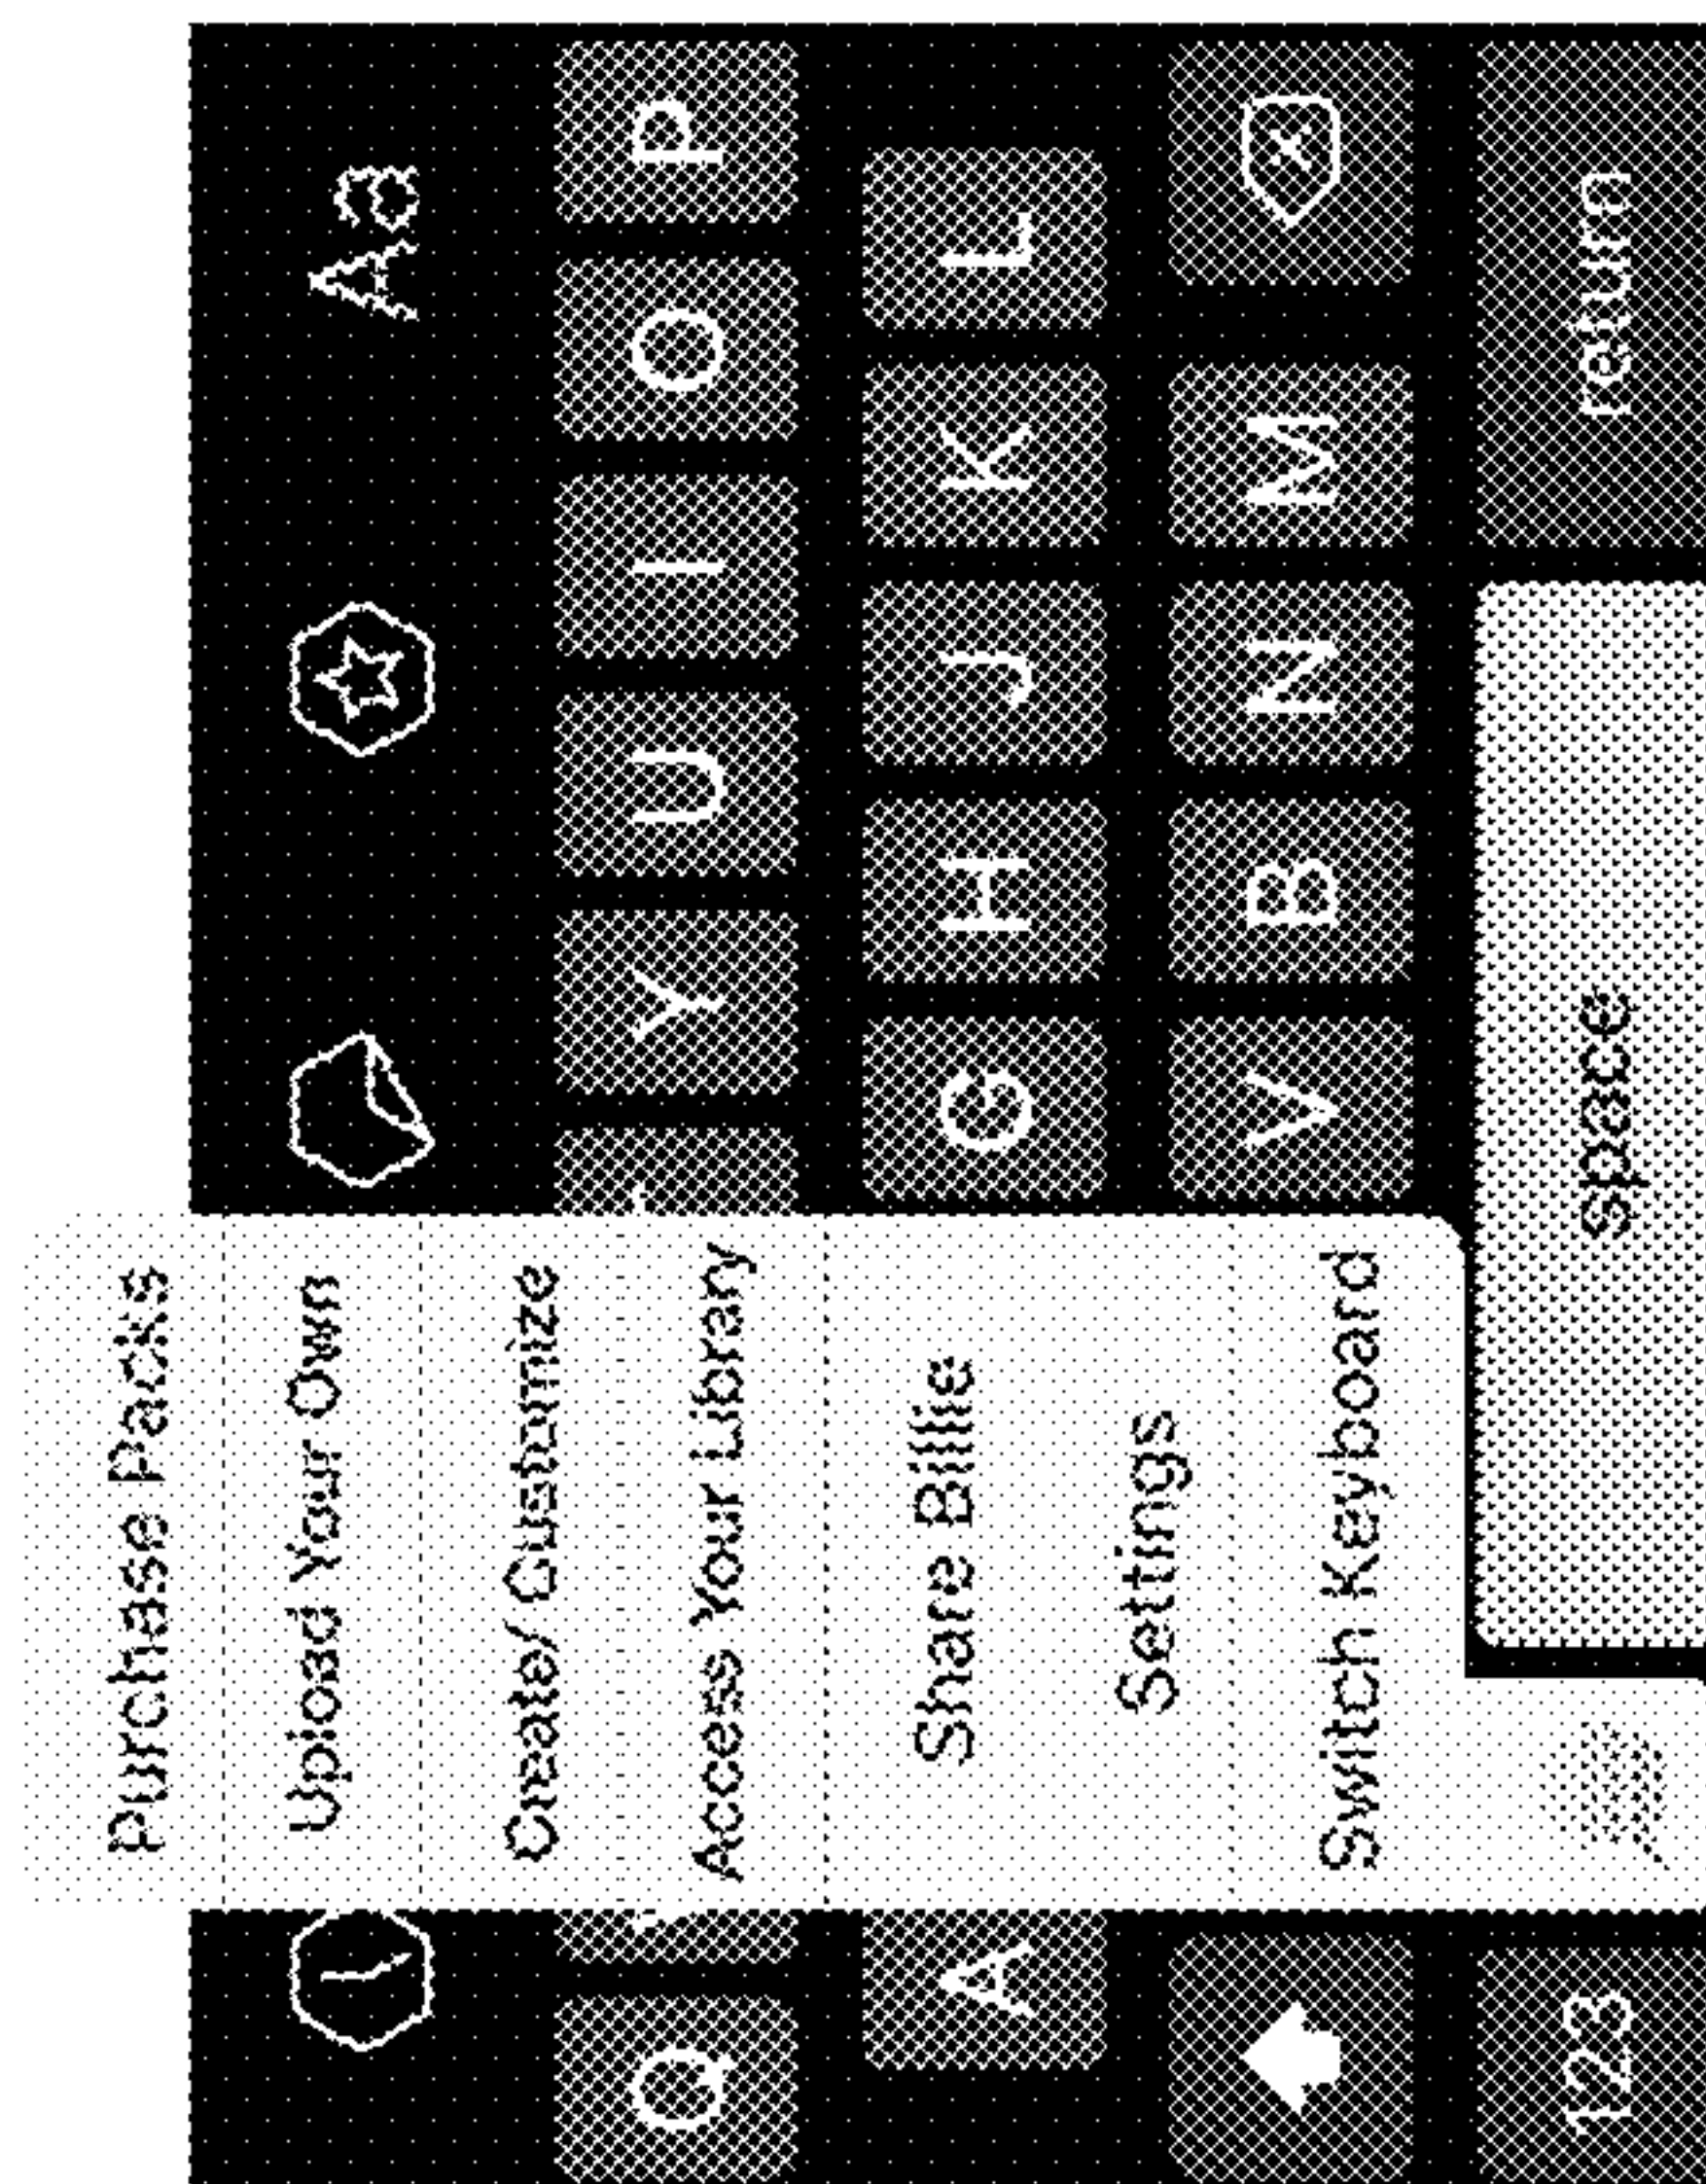 Purchase Packs
Upload Your Own
Create/ Customize
Access Your Library
Share Billie
Settings
Switch Keyboard
Aa
Q Y U I O P
A G H J K L
V B N M
123 space return